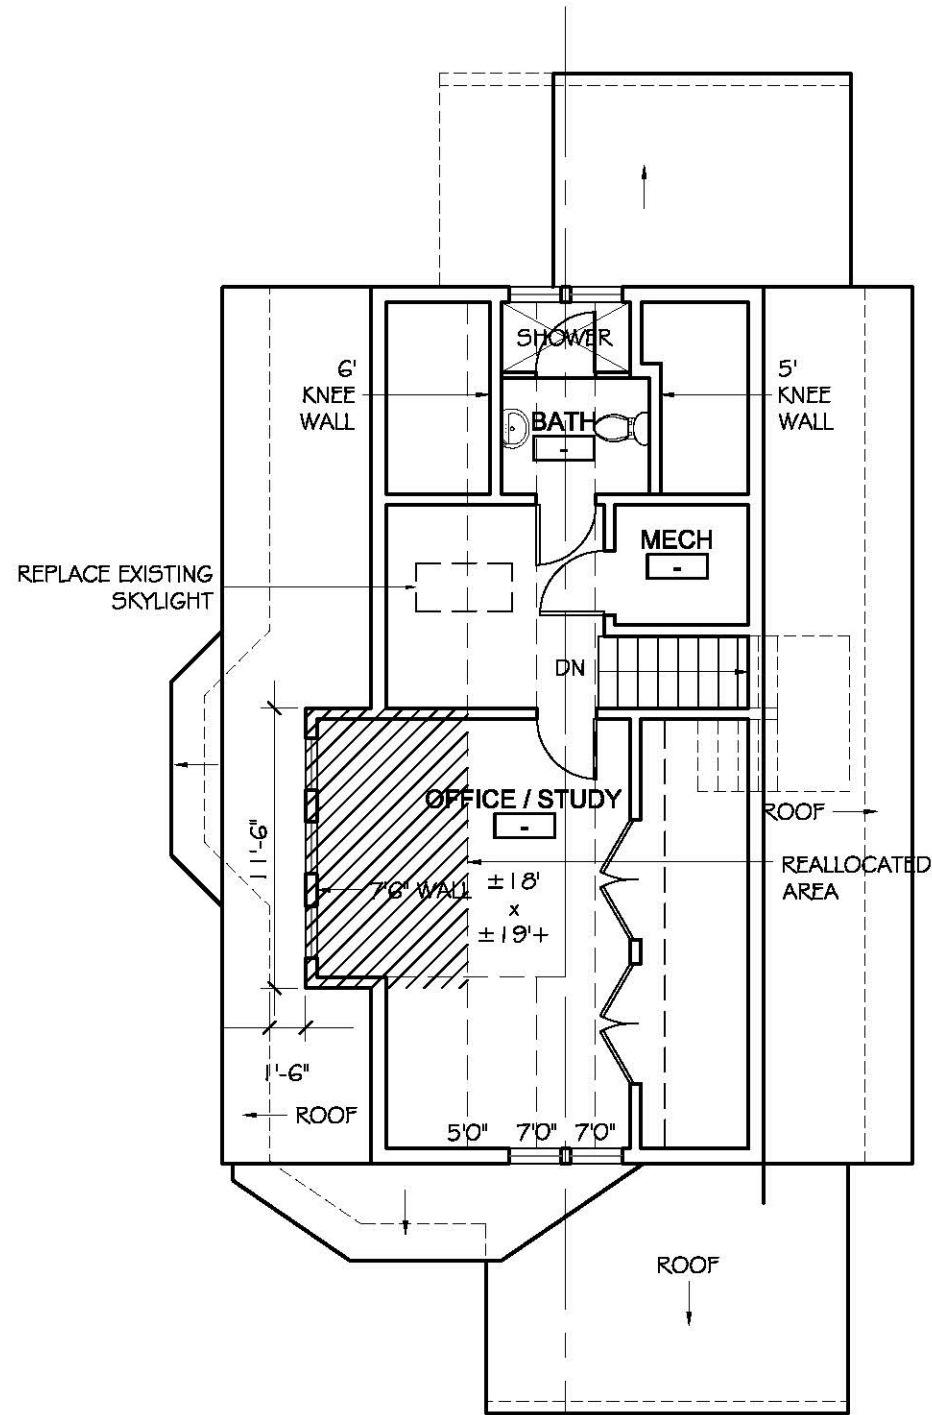 SHOWER
6'
KNEE
WALL
5'
KNEE
WALL
BATH
-
MECH
-
REPLACE EXISTING
SKYLIGHT
DN
OFFICE / STUDY
-
ROOF
11'-6"
7'6" WALL
±18'
x
±19'+
REALLOCATED
AREA
1'-6"
ROOF
5'0" 7'0" 7'0"
ROOF